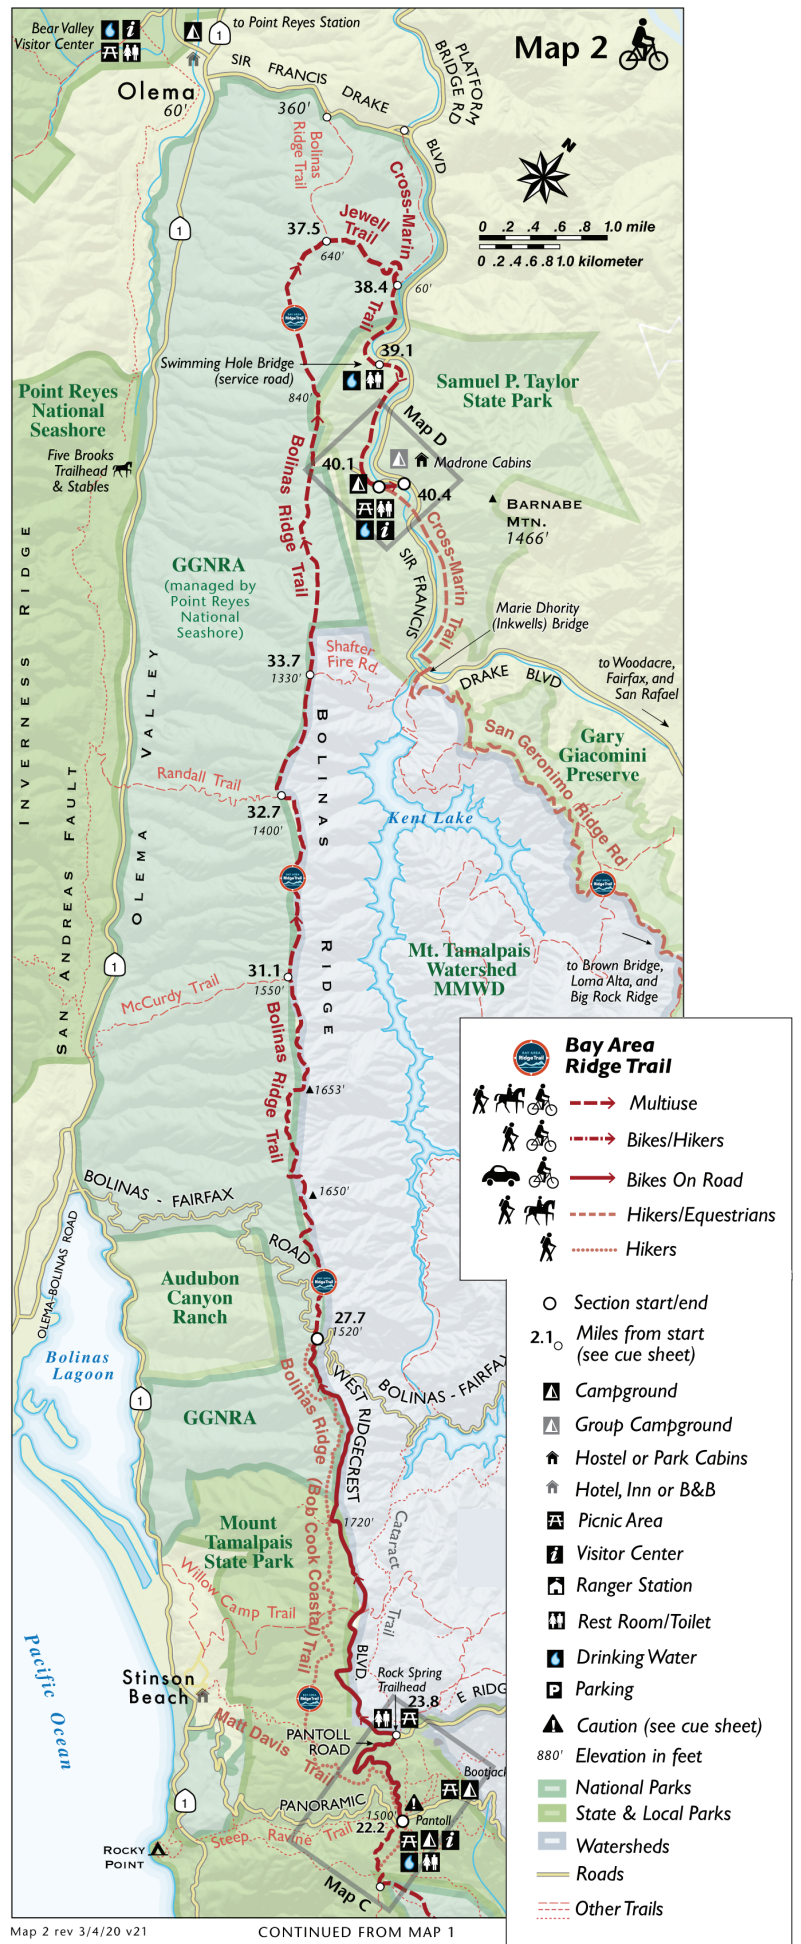 Bear Valley
Visitor Center
to Point Reyes Station
1
Map 2
N
PLATFORM
BRIDGE RD
SIR FRANCIS DRAKE BLVD
Olema
60'
360'
Bolinas
Ridge Trail
Cross-Marin
Trail
Jewell
Trail
0 .2 .4 .6 .8 1.0 mile
0 .2 .4 .6 .8 1.0 kilometer
1
37.5
640'
38.4
60'
39.1
Swimming Hole Bridge
(service road)
840'
Point Reyes
National
Seashore
Samuel P. Taylor
State Park
Map D
Five Brooks
Trailhead
& Stables
40.1
Madrone Cabins
40.4
BARNABE
MTN.
1466'
Bolinas Ridge Trail
Cross-Marin Trail
SIR FRANCIS
DRAKE BLVD
INVERNESS RIDGE
GGNRA
(managed by
Point Reyes
National
Seashore)
Marie Dhority
(Inkwells) Bridge
Shafter
Fire Rd
33.7
1330'
to Woodacre,
Fairfax, and
San Rafael
OLEMA VALLEY
BOLINAS RIDGE
San Geronimo Ridge Rd
Gary
Giacomini
Preserve
Randall Trail
32.7
1400'
Kent Lake
SAN ANDREAS FAULT
Mt. Tamalpais
Watershed
MMWD
to Brown Bridge,
Loma Alta, and
Big Rock Ridge
1
31.1
1550'
McCurdy Trail
Bolinas Ridge Trail
1653'
1650'
BOLINAS - FAIRFAX
ROAD
OLEMA-BOLINAS ROAD
Audubon
Canyon
Ranch
27.7
1520'
Bolinas
Lagoon
1
GGNRA
WEST RIDGECREST
BLVD.
BOLINAS - FAIRFAX
Bolinas Ridge (Bob Cook Coastal) Trail
1720'
Mount
Tamalpais
State Park
Cataract
Trail
Willow Camp Trail
Pacific Ocean
Stinson
Beach
Rock Spring
Trailhead
23.8
E RIDG
Matt Davis Trail
PANTOLL
ROAD
Bootjack
1
PANORAMIC
1500'
22.2
Pantoll
Steep Ravine Trail
ROCKY
POINT
Map C
Bay Area
Ridge Trail
Multiuse
Bikes/Hikers
Bikes On Road
Hikers/Equestrians
Hikers
Section start/end
2.1 Miles from start
(see cue sheet)
Campground
Group Campground
Hostel or Park Cabins
Hotel, Inn or B&B
Picnic Area
Visitor Center
Ranger Station
Rest Room/Toilet
Drinking Water
P Parking
Caution (see cue sheet)
880' Elevation in feet
National Parks
State & Local Parks
Watersheds
Roads
Other Trails
Map 2 rev 3/4/20 v21
CONTINUED FROM MAP 1